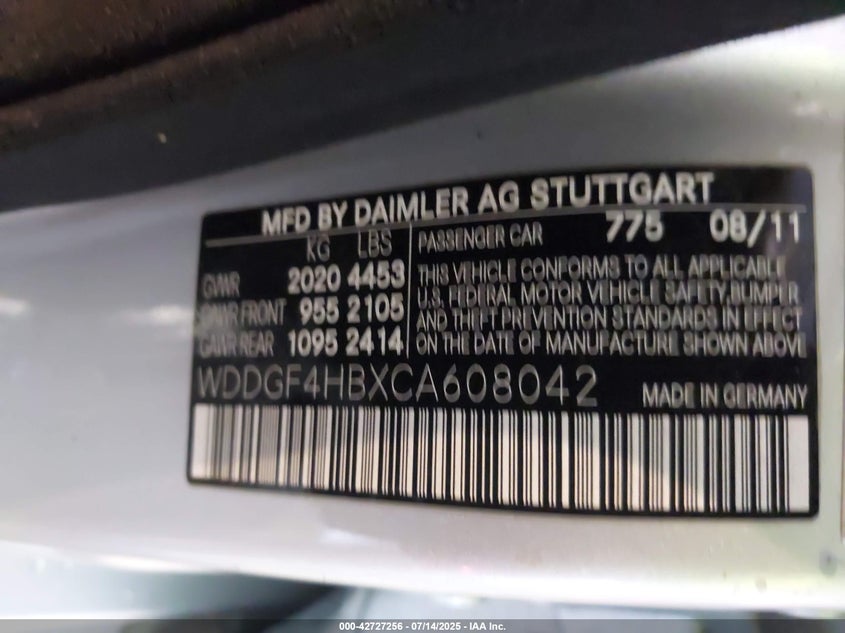 MFD BY DAIMLER AG STUTTGART
KG LBS
PASSENGER CAR 775 08/11
GVWR 2020 4453
GAWR FRONT 955 2105
GAWR REAR 1095 2414
THIS VEHICLE CONFORMS TO ALL APPLICABLE
U.S. FEDERAL MOTOR VEHICLE SAFETY,BUMPER
AND THEFT PREVENTION STANDARDS IN EFFECT
ON THE DATE OF MANUFACTURE SHOWN ABOVE
WDDGF4HBXCA608042
MADE IN GERMANY
000-42727256 - 07/14/2025 - IAA Inc.